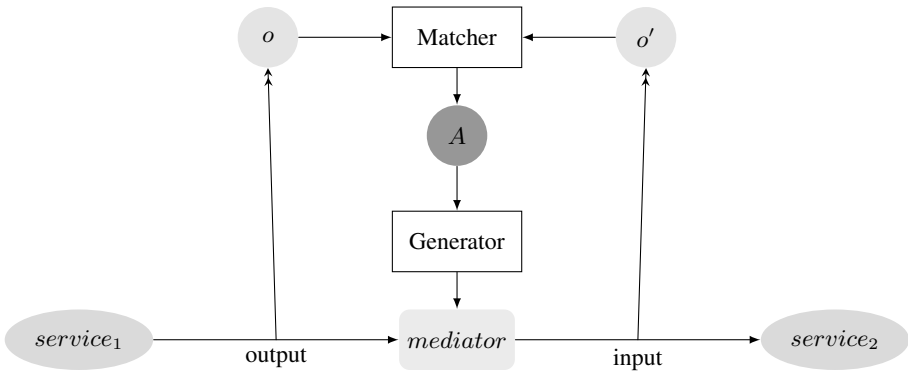 o
Matcher
o′
A
Generator
service₁
output
mediator
input
service₂